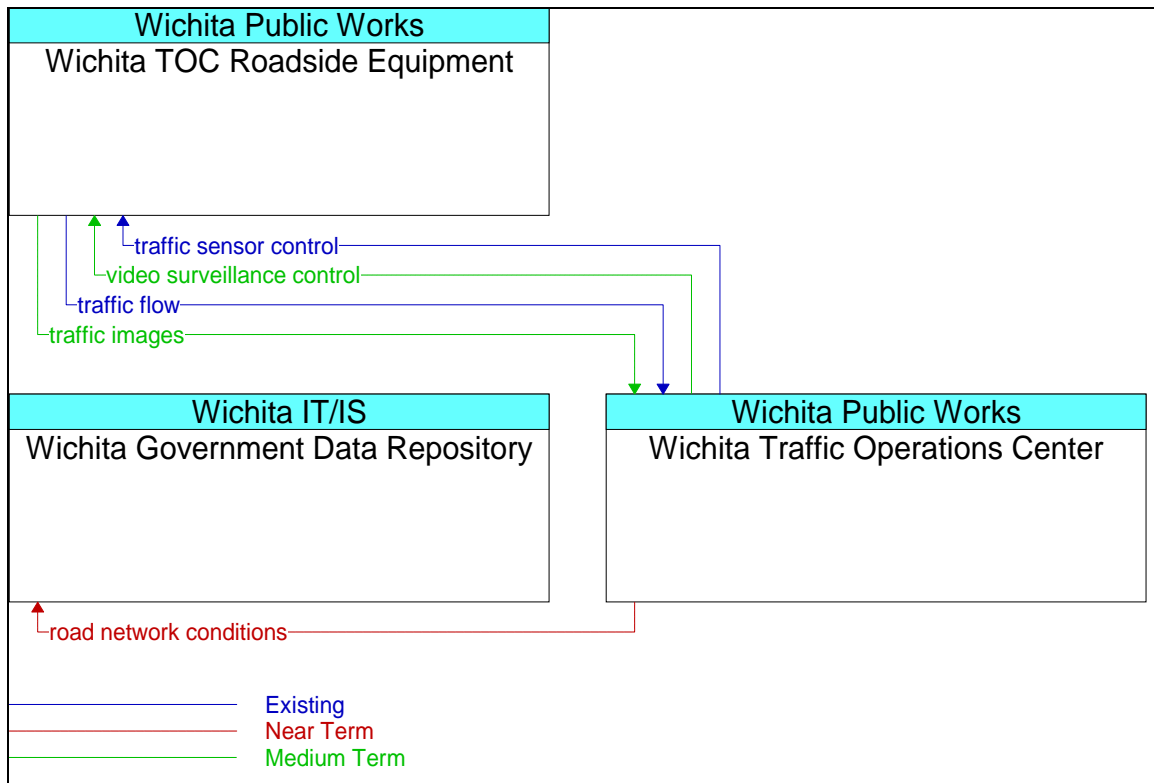 Wichita Public Works
Wichita TOC Roadside Equipment
traffic sensor control
video surveillance control
traffic flow
traffic images
Wichita IT/IS
Wichita Government Data Repository
Wichita Public Works
Wichita Traffic Operations Center
road network conditions
Existing
Near Term
Medium Term